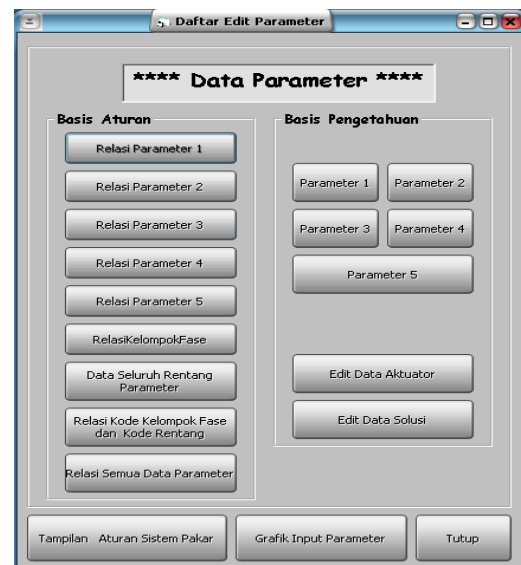 Daftar Edit Parameter
**** Data Parameter ****
Basis Aturan
Relasi Parameter 1
Relasi Parameter 2
Relasi Parameter 3
Relasi Parameter 4
Relasi Parameter 5
RelasiKelompokFase
Data Seluruh Rentang
Parameter
Relasi Kode Kelompok Fase
dan Kode Rentang
Relasi Semua Data Parameter
Basis Pengetahuan
Parameter 1
Parameter 2
Parameter 3
Parameter 4
Parameter 5
Edit Data Aktuator
Edit Data Solusi
Tampilan Aturan Sistem Pakar
Grafik Input Parameter
Tutup